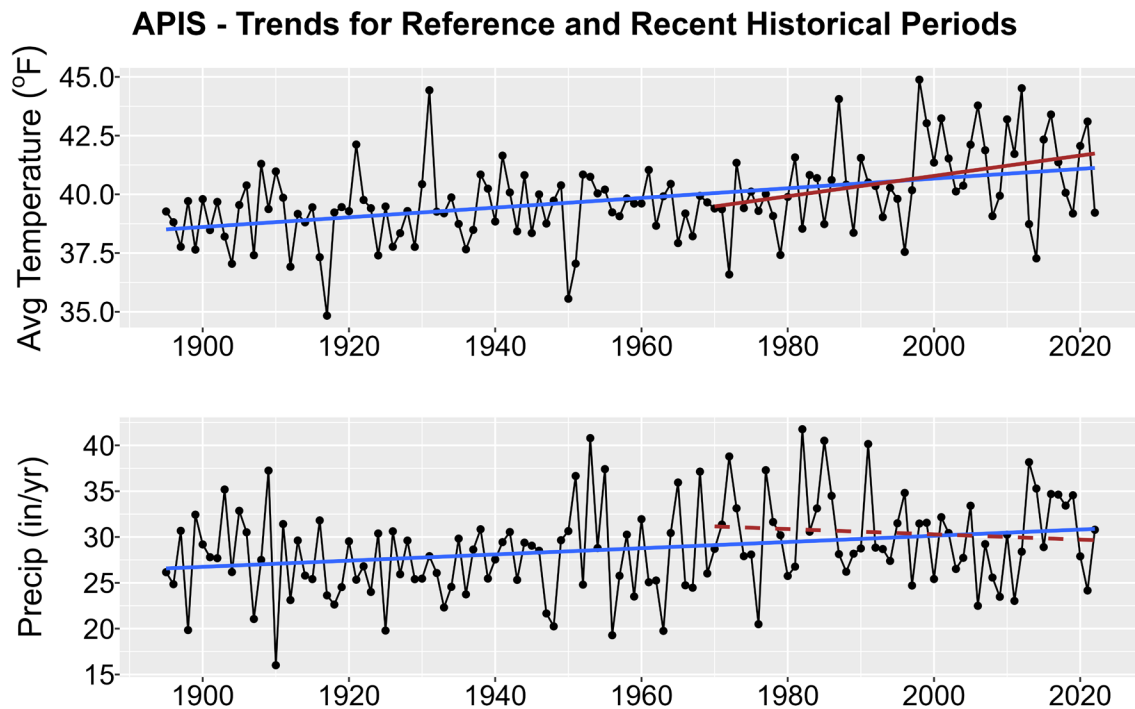 APIS - Trends for Reference and Recent Historical Periods
Avg Temperature (°F)
45.0
42.5
40.0
37.5
35.0
1900 1920 1940 1960 1980 2000 2020
Precip (in/yr)
40
35
30
25
20
15
1900 1920 1940 1960 1980 2000 2020